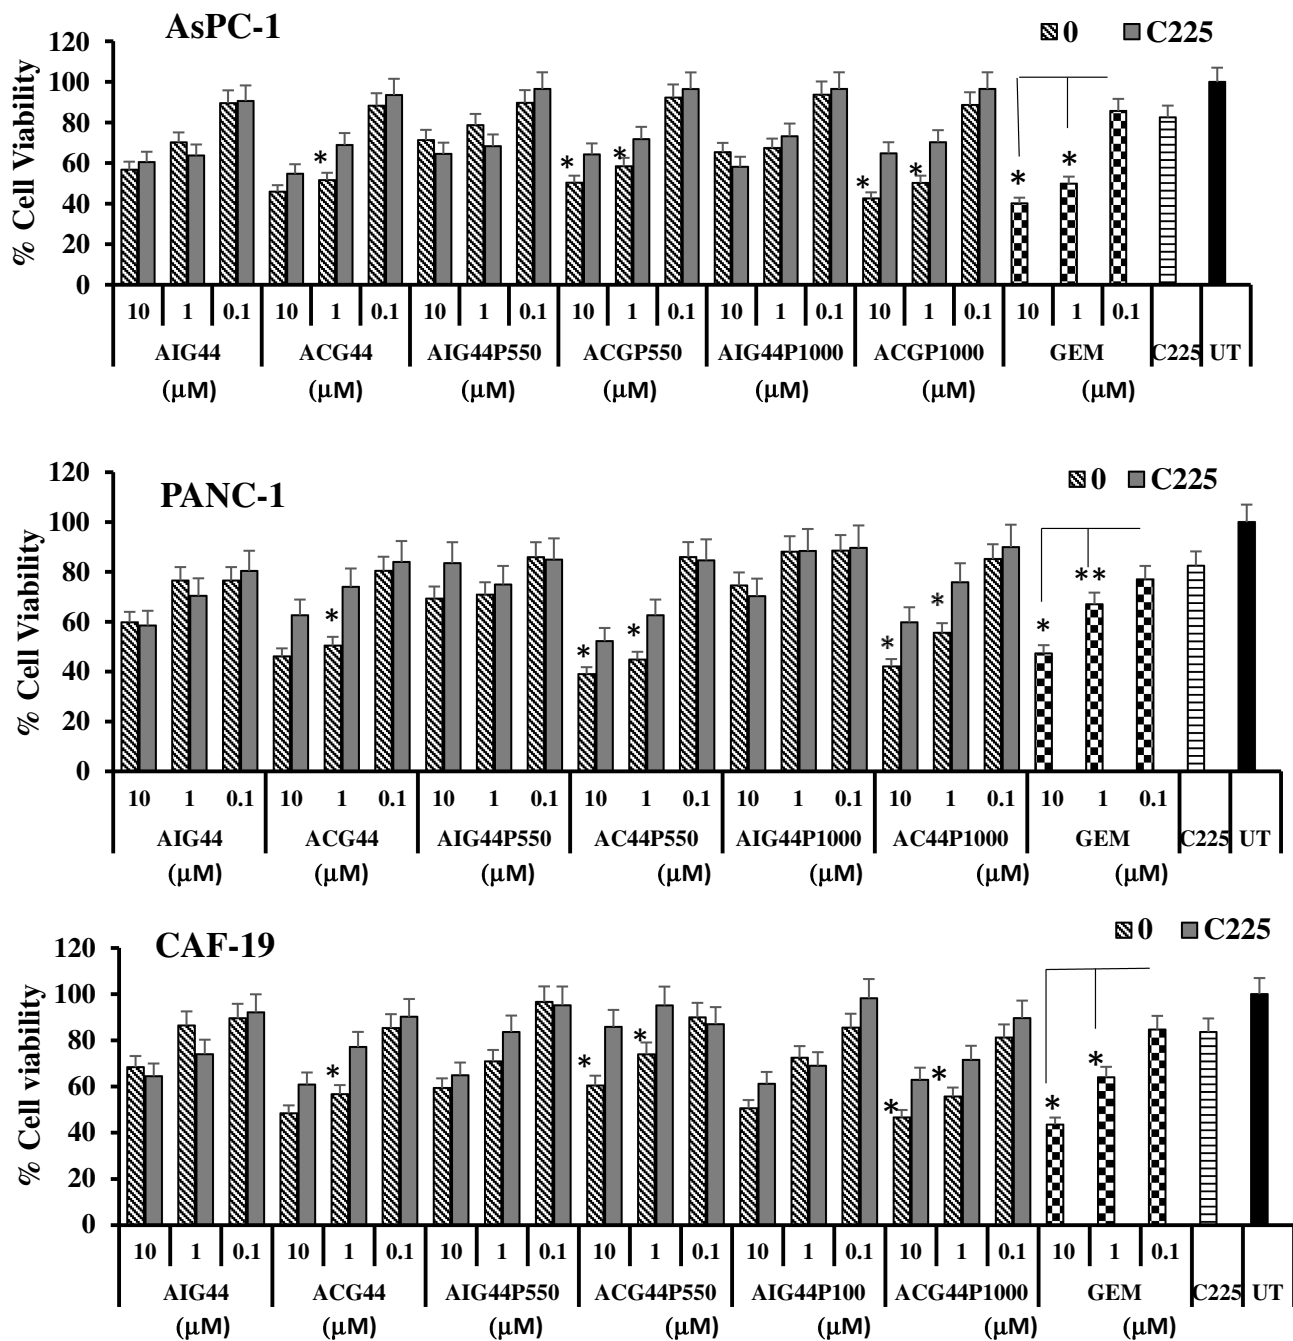 AsPC-1
0 C225
% Cell Viability
120
100
80
60
40
20
0
* * * * * * *
10 1 0.1 10 1 0.1 10 1 0.1 10 1 0.1 10 1 0.1 10 1 0.1 10 1 0.1
AIG44 ACG44 AIG44P550 ACGP550 AIG44P1000 ACGP1000 GEM C225 UT
(μM) (μM) (μM) (μM) (μM) (μM) (μM)
PANC-1
0 C225
% Cell Viability
120
100
80
60
40
20
0
* * * * * * **
10 1 0.1 10 1 0.1 10 1 0.1 10 1 0.1 10 1 0.1 10 1 0.1 10 1 0.1
AIG44 ACG44 AIG44P550 AC44P550 AIG44P1000 AC44P1000 GEM C225 UT
(μM) (μM) (μM) (μM) (μM) (μM) (μM)
CAF-19
0 C225
% Cell viability
120
100
80
60
40
20
0
* * * * * * *
10 1 0.1 10 1 0.1 10 1 0.1 10 1 0.1 10 1 0.1 10 1 0.1 10 1 0.1
AIG44 ACG44 AIG44P550 ACG44P550 AIG44P100 ACG44P1000 GEM C225 UT
(μM) (μM) (μM) (μM) (μM) (μM) (μM)